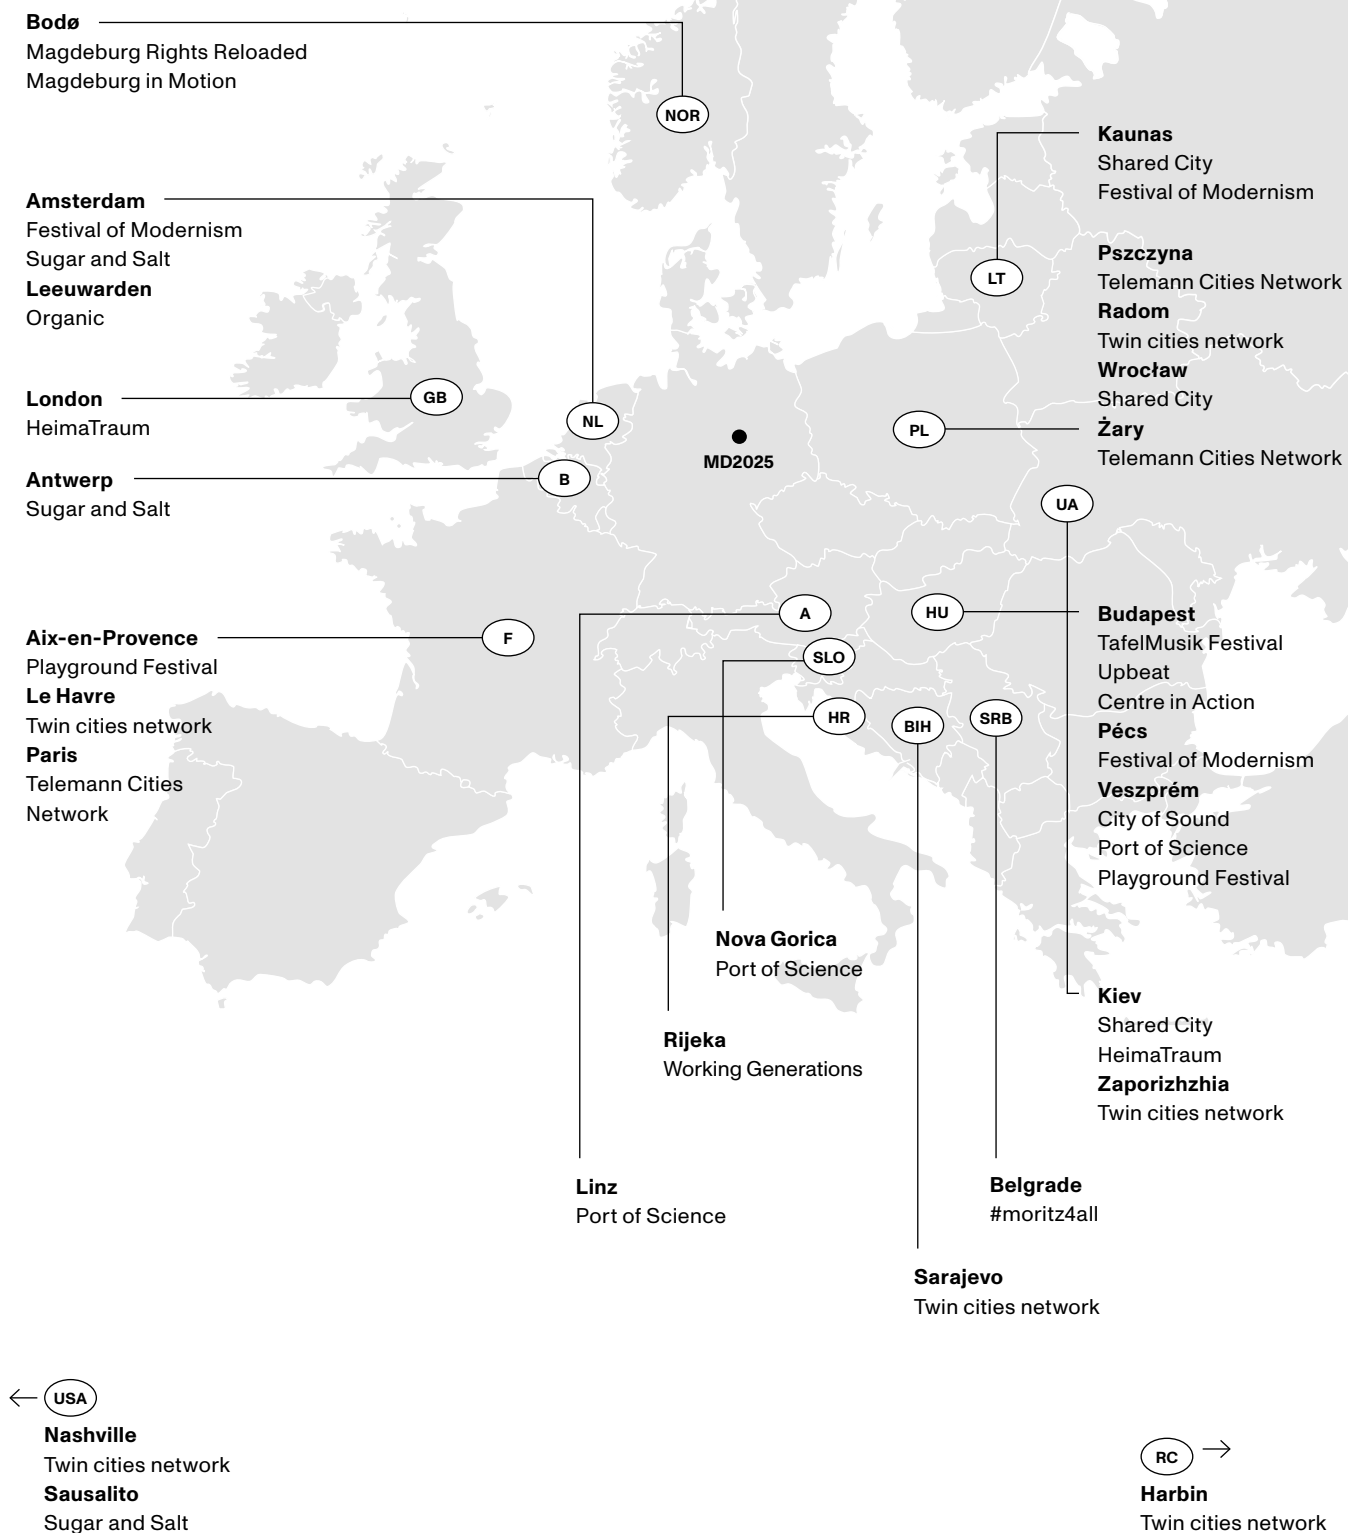 Bodø
Magdeburg Rights Reloaded
Magdeburg in Motion
NOR
Amsterdam
Festival of Modernism
Sugar and Salt
Leeuwarden
Organic
NL
London
HeimaTraum
GB
Antwerp
Sugar and Salt
B
MD2025
Kaunas
Shared City
Festival of Modernism
LT
Pszczyna
Telemann Cities Network
Radom
Twin cities network
Wrocław
Shared City
Żary
Telemann Cities Network
PL
UA
Aix-en-Provence
Playground Festival
Le Havre
Twin cities network
Paris
Telemann Cities
Network
F
A
SLO
HR
BIH
SRB
HU
Budapest
TafelMusik Festival
Upbeat
Centre in Action
Pécs
Festival of Modernism
Veszprém
City of Sound
Port of Science
Playground Festival
Nova Gorica
Port of Science
Rijeka
Working Generations
Kiev
Shared City
HeimaTraum
Zaporizhzhia
Twin cities network
Linz
Port of Science
Belgrade
#moritz4all
Sarajevo
Twin cities network
USA
Nashville
Twin cities network
Sausalito
Sugar and Salt
RC
Harbin
Twin cities network